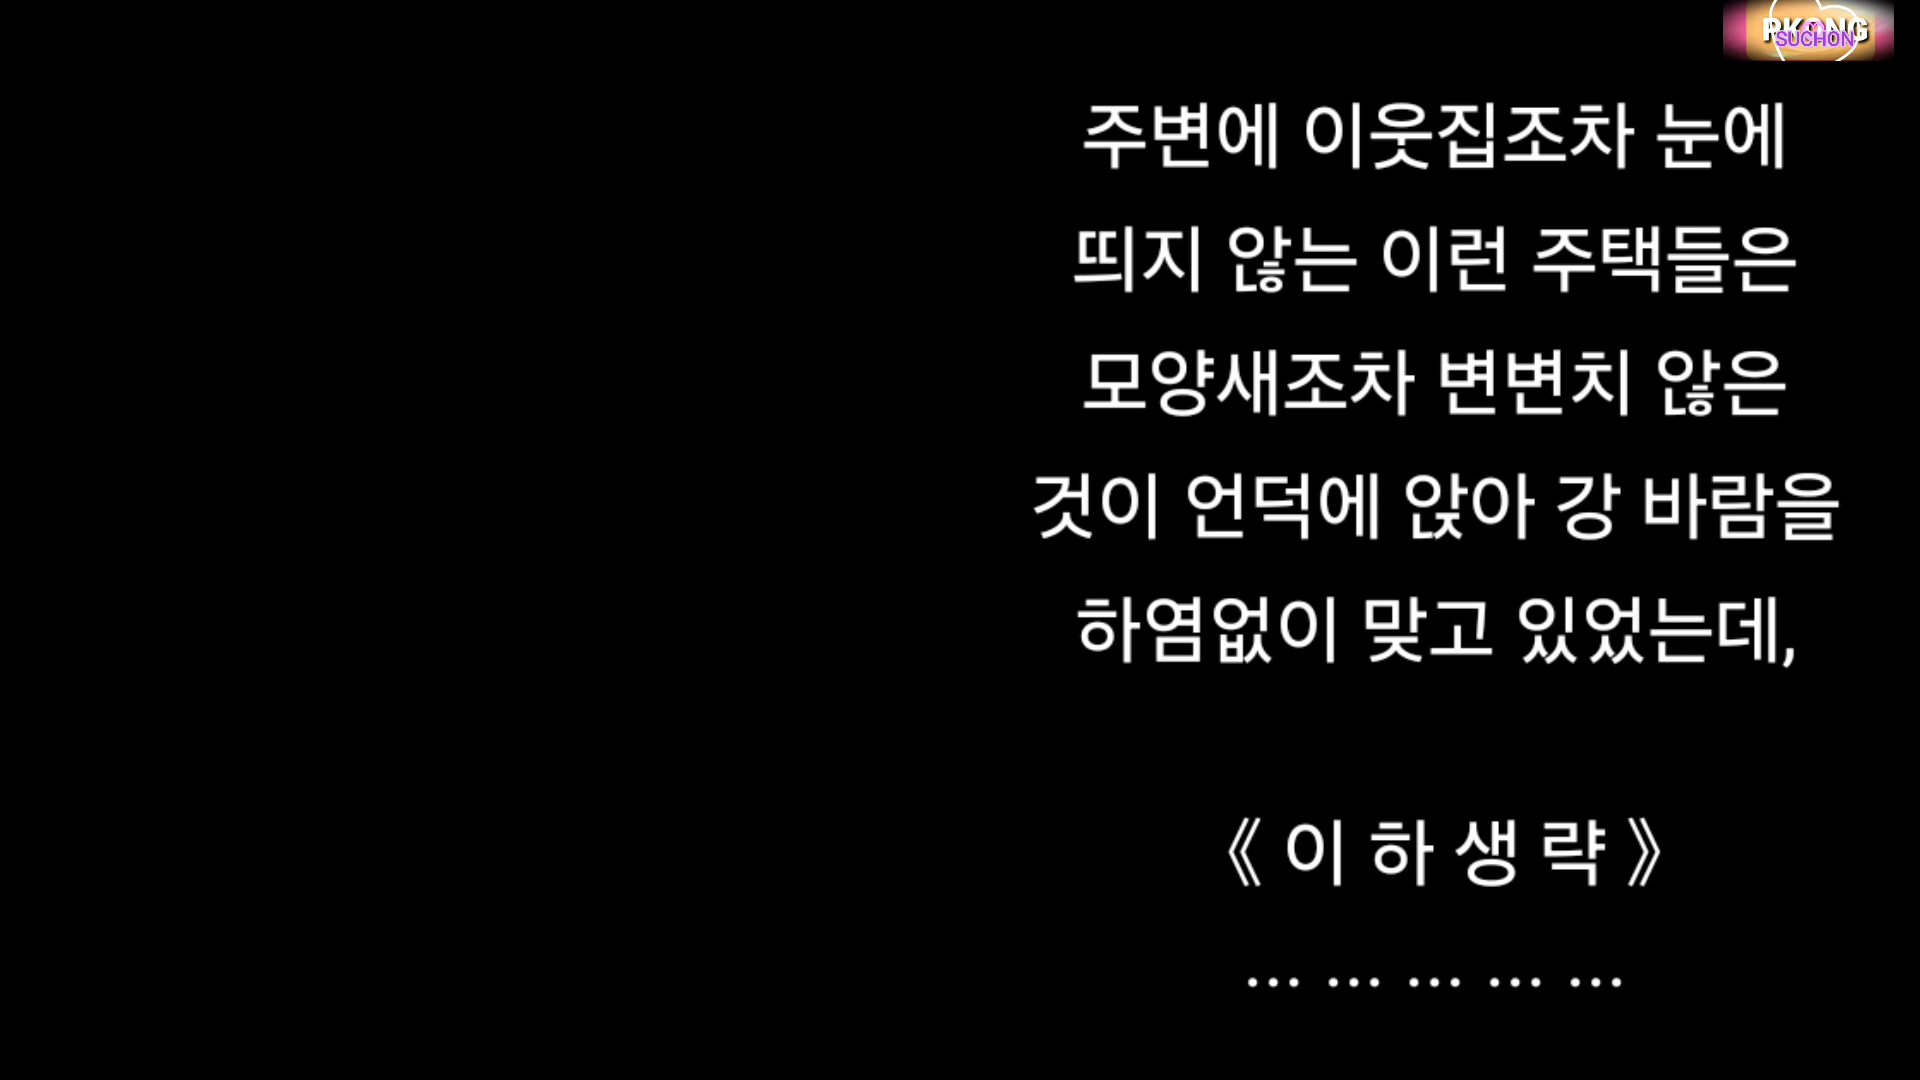 PKONG
SUCHON
주변에 이웃집조차 눈에
띄지 않는 이런 주택들은
모양새조차 변변치 않은
것이 언덕에 앉아 강 바람을
하염없이 맞고 있었는데,
《 이 하 생 략 》
... ... ... ... ...